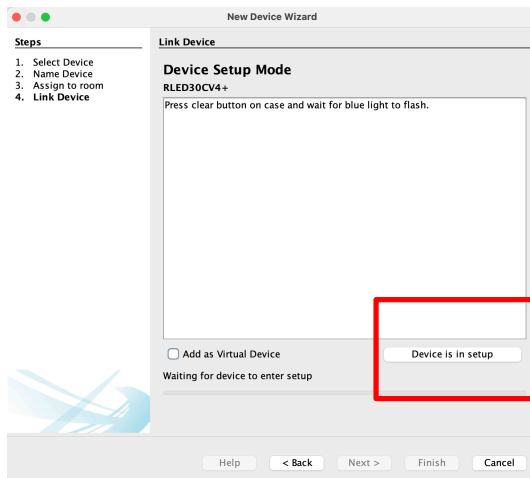 New Device Wizard
Steps
1. Select Device
2. Name Device
3. Assign to room
4. Link Device
Link Device
Device Setup Mode
RLED30CV4+
Press clear button on case and wait for blue light to flash.
Add as Virtual Device
Device is in setup
Waiting for device to enter setup
Help
< Back
Next >
Finish
Cancel